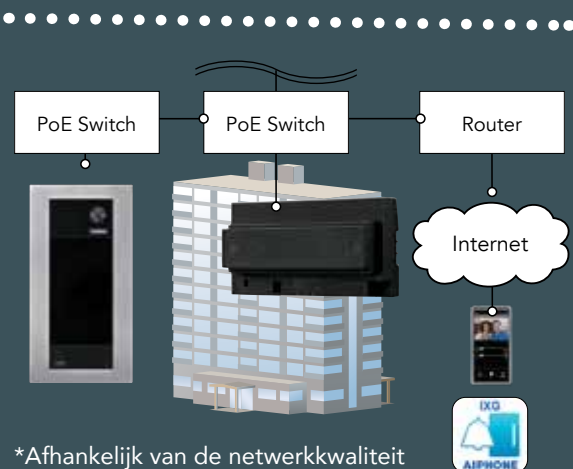 PoE Switch
PoE Switch
Router
Internet
IXG
AIPHONE
*Afhankelijk van de netwerkkwaliteit